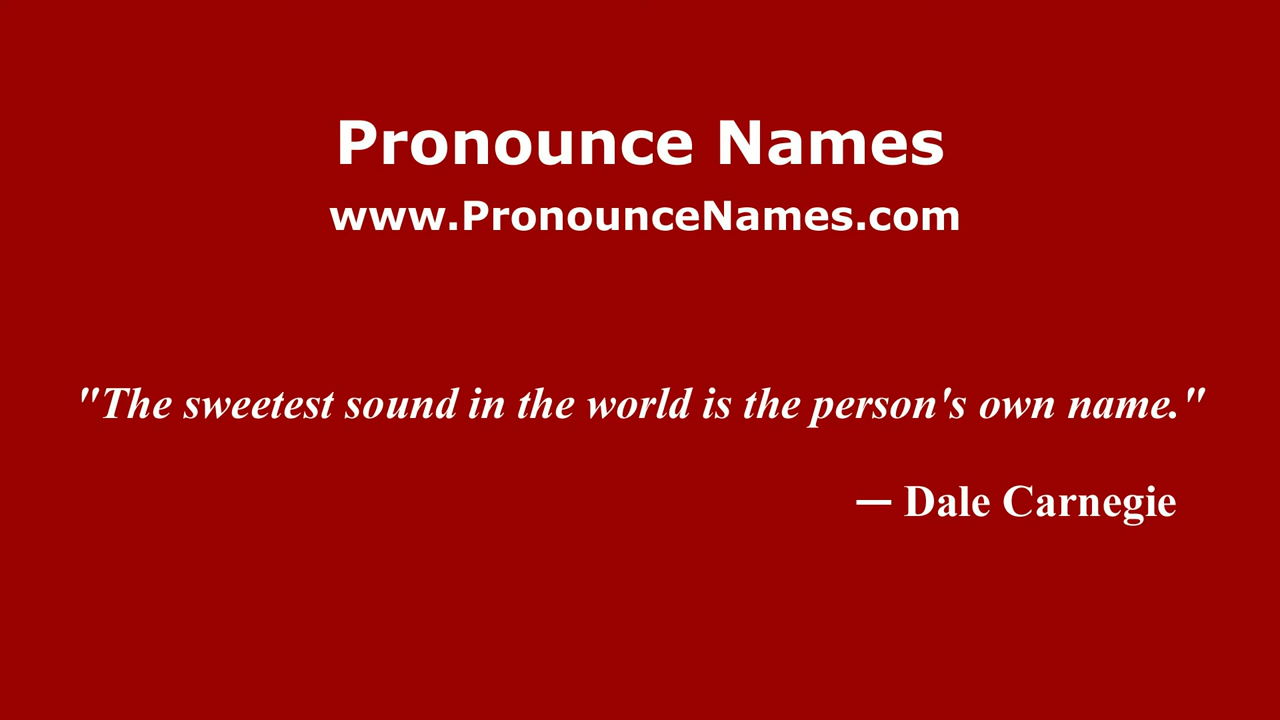 Pronounce Names
www.PronounceNames.com
"The sweetest sound in the world is the person's own name."
— Dale Carnegie